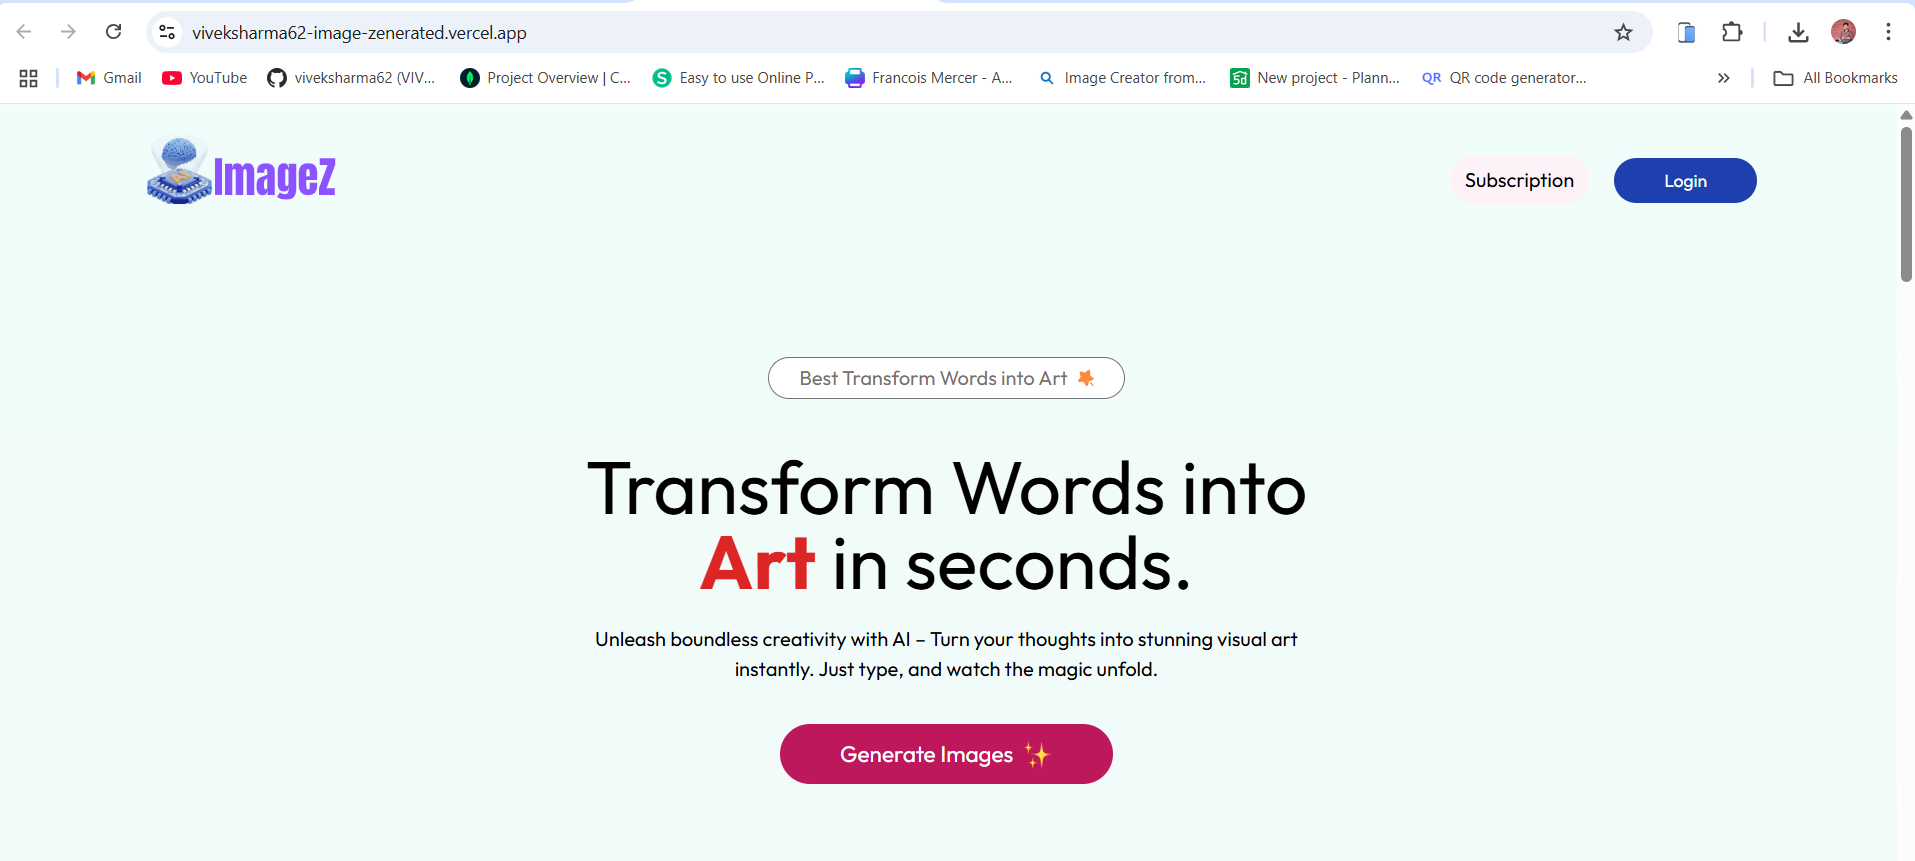 viveksharma62-image-zenerated.vercel.app
Gmail YouTube viveksharma62 (VIV... Project Overview | C... S Easy to use Online P... Francois Mercer - A... Image Creator from... 5d New project - Plann... QR QR code generator... » All Bookmarks
ImageZ Subscription Login
Best Transform Words into Art
Transform Words into
Art in seconds.
Unleash boundless creativity with AI – Turn your thoughts into stunning visual art
instantly. Just type, and watch the magic unfold.
Generate Images ✨